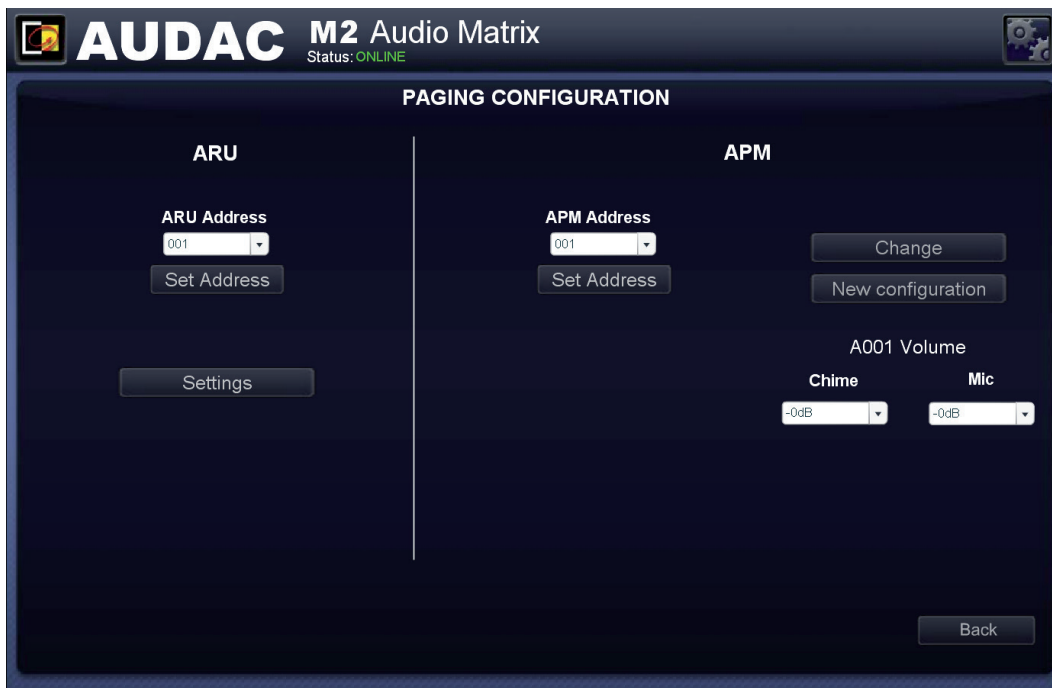 AUDAC M2 Audio Matrix
Status: ONLINE
PAGING CONFIGURATION
ARU
ARU Address
001
Set Address
Settings
APM
APM Address
001
Set Address
Change
New configuration
A001 Volume
Chime Mic
-0dB -0dB
Back